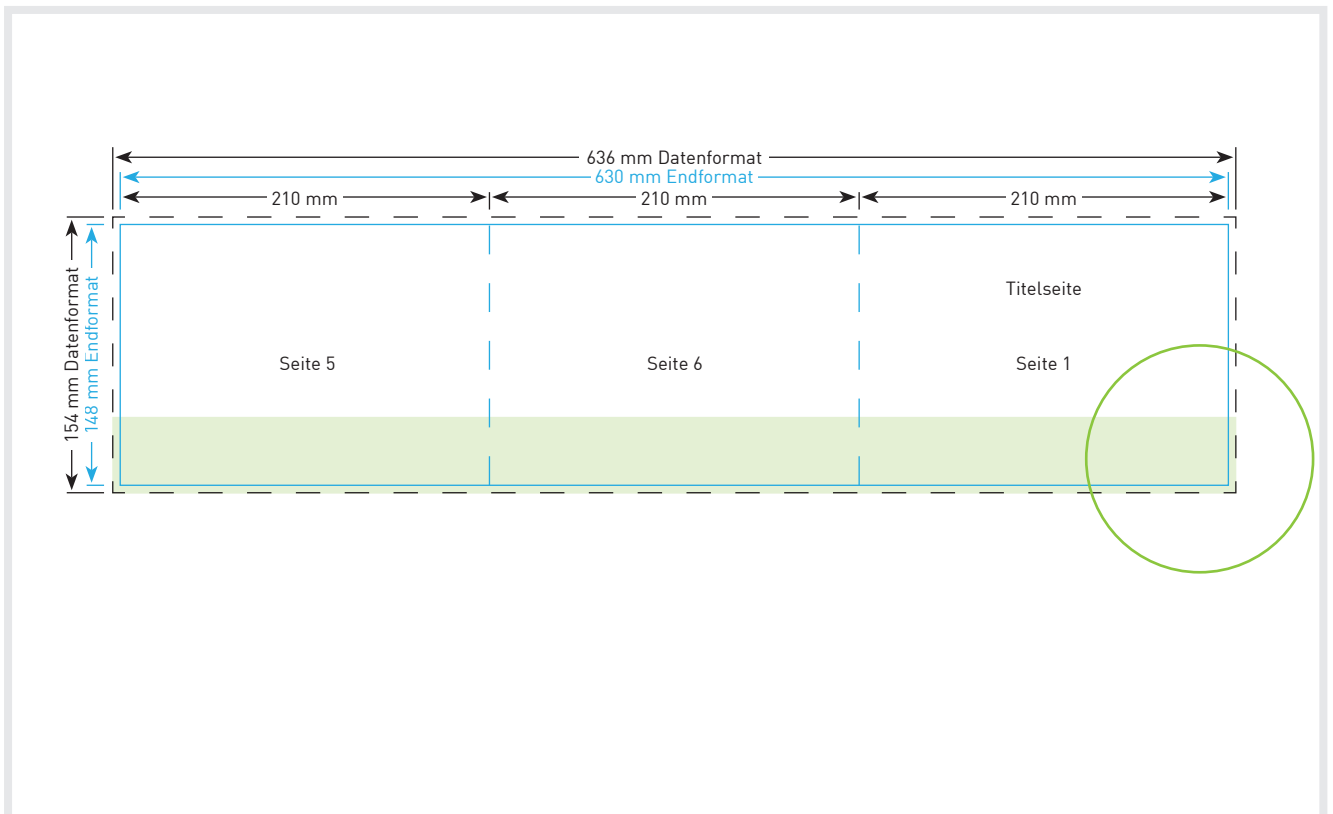 636 mm Datenformat
630 mm Endformat
210 mm
210 mm
210 mm
154 mm Datenformat
148 mm Endformat
Titelseite
Seite 5
Seite 6
Seite 1